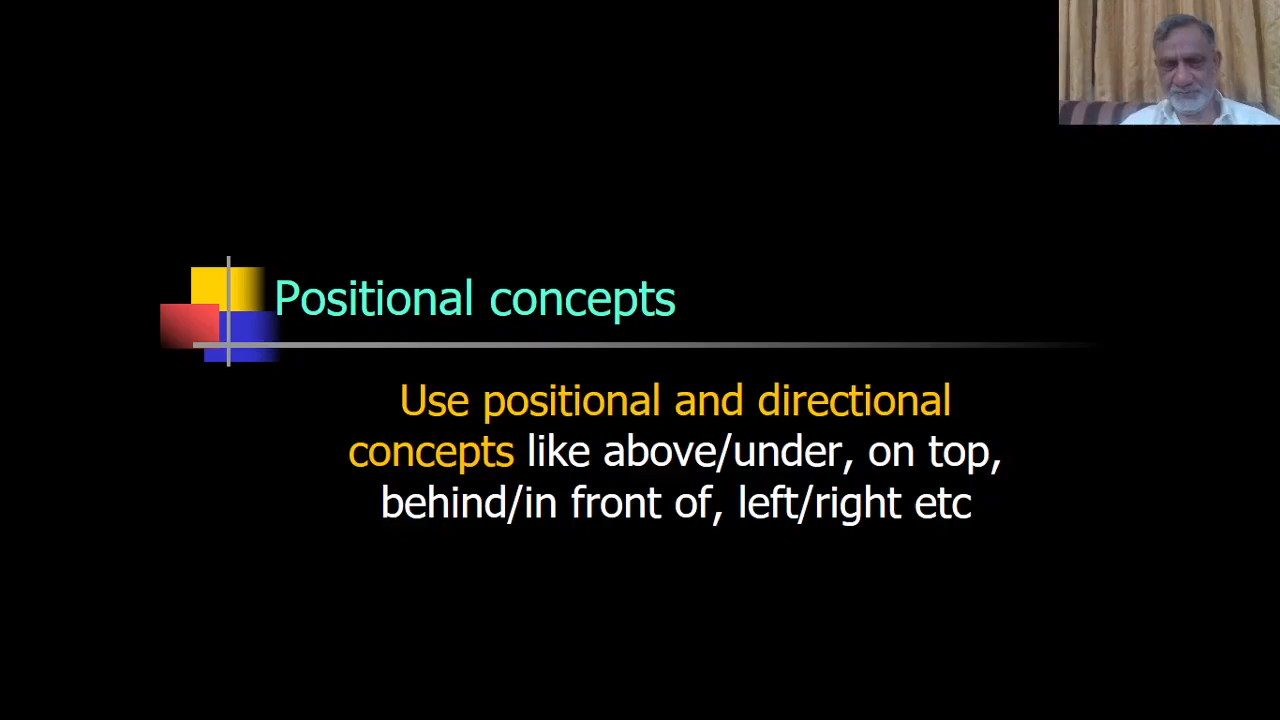 Positional concepts
Use positional and directional
concepts like above/under, on top,
behind/in front of, left/right etc